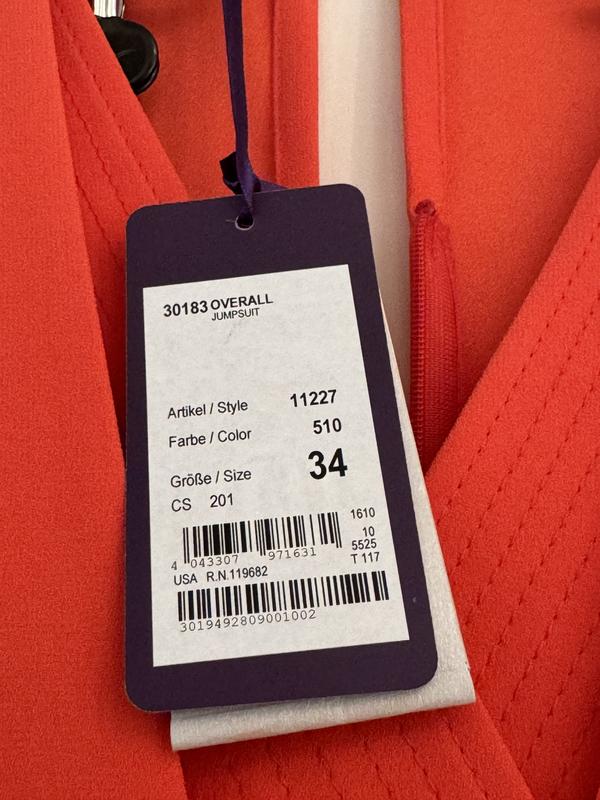 30183 OVERALL
JUMPSUIT
Artikel / Style 11227
Farbe / Color 510
Größe / Size 34
CS 201
1610
10
5525
T 117
4 043307 971631
USA R.N.119682
3019492809001002